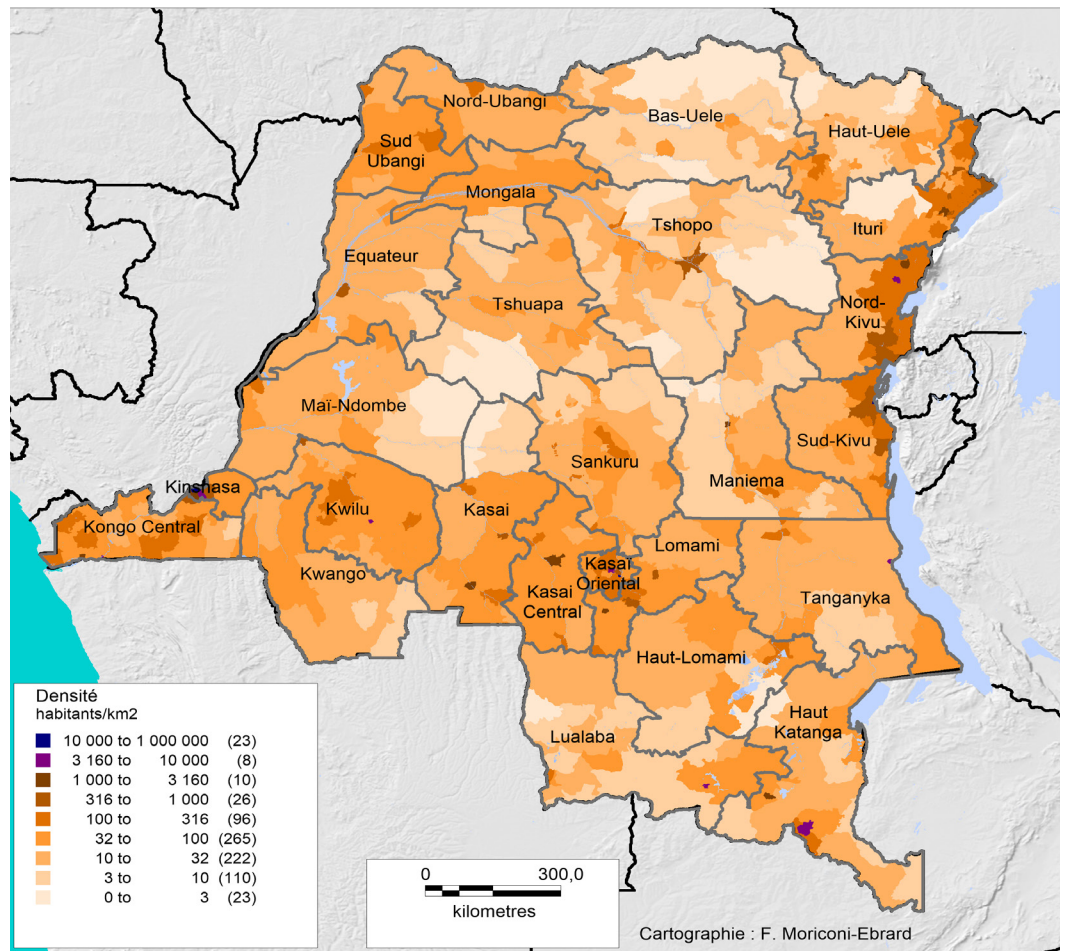 Nord-Ubangi
Bas-Uele
Haut-Uele
Sud
Ubangi
Mongala
Tshopo
Ituri
Equateur
Tshuapa
Nord-
Kivu
Maï-Ndombe
Sankuru
Sud-Kivu
Maniema
Kinshasa
Kwilu
Kasai
Kongo Central
Lomami
Kasaï
Oriental
Kwango
Kasai
Central
Tanganyka
Haut-Lomami
Haut
Katanga
Lualaba
Densité
habitants/km2
10 000 to 1 000 000 (23)
3 160 to 10 000 (8)
1 000 to 3 160 (10)
316 to 1 000 (26)
100 to 316 (96)
32 to 100 (265)
10 to 32 (222)
3 to 10 (110)
0 to 3 (23)
0 300,0
kilometres
Cartographie : F. Moriconi-Ebrard